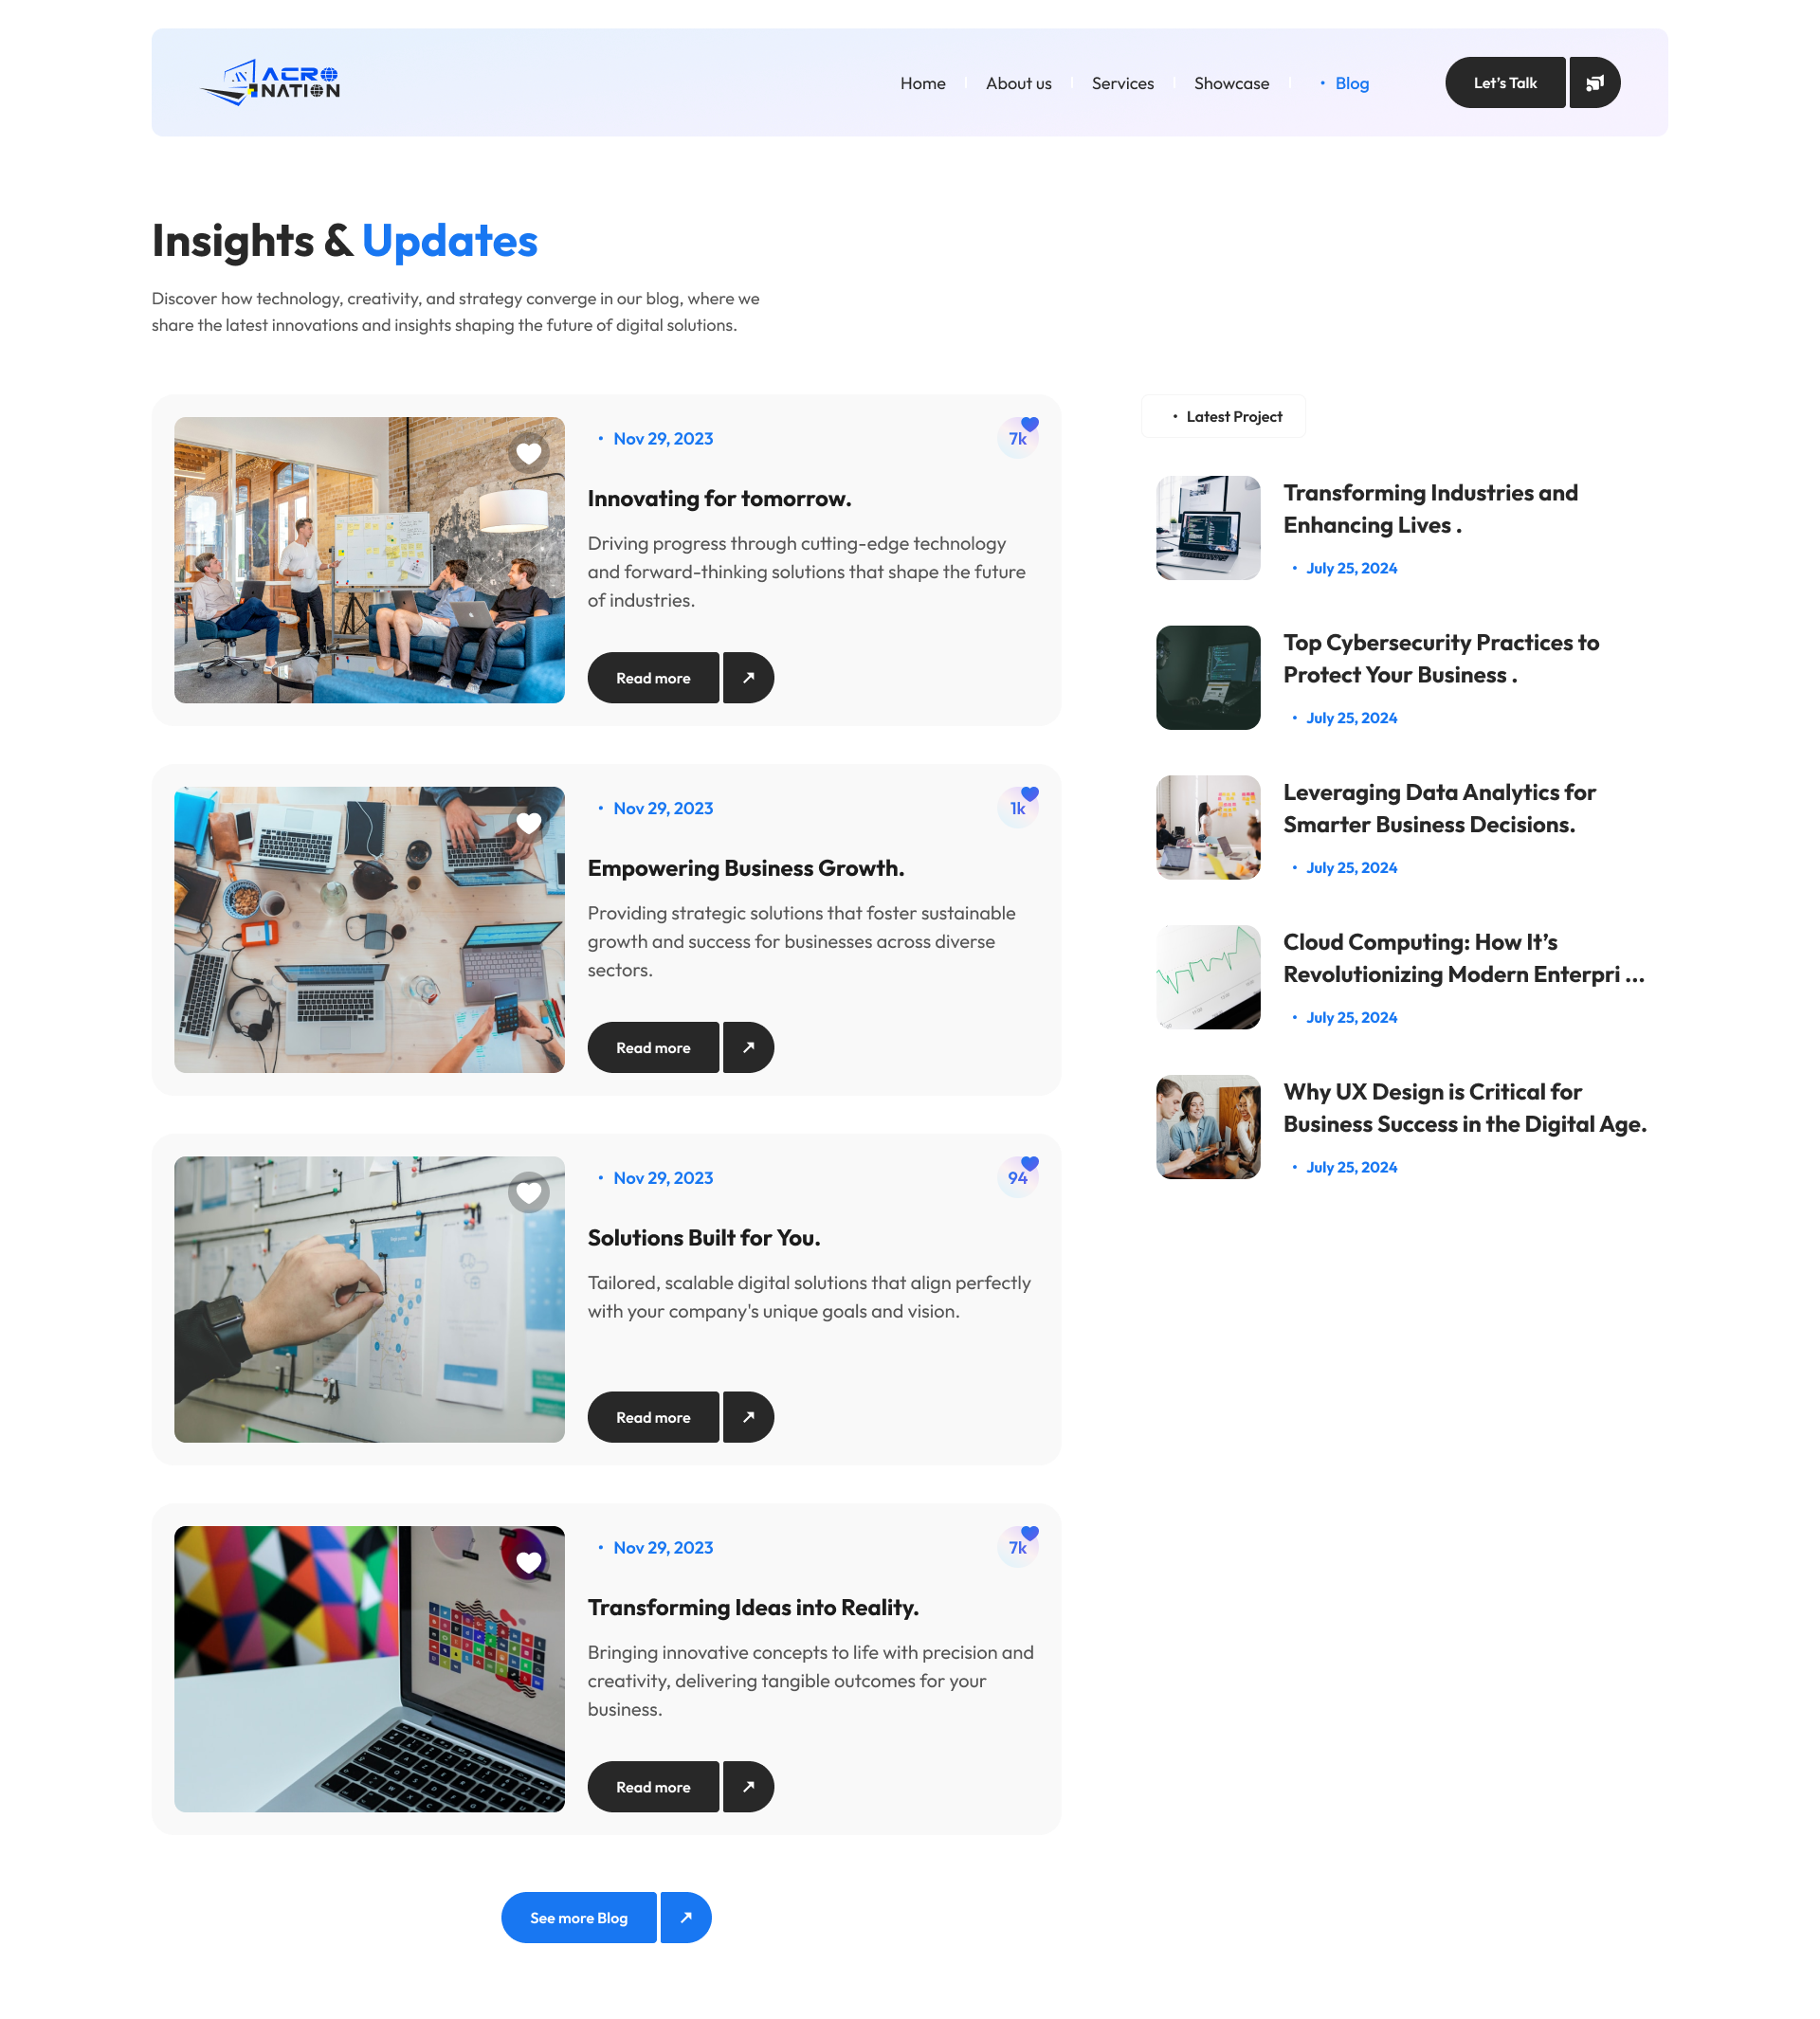 ACRO
NATION
Home
About us
Services
Showcase
• Blog
Let's Talk
Insights & Updates
Discover how technology, creativity, and strategy converge in our blog, where we
share the latest innovations and insights shaping the future of digital solutions.
• Nov 29, 2023
7k
Innovating for tomorrow.
Driving progress through cutting-edge technology
and forward-thinking solutions that shape the future
of industries.
Read more
• Nov 29, 2023
1k
Empowering Business Growth.
Providing strategic solutions that foster sustainable
growth and success for businesses across diverse
sectors.
Read more
• Nov 29, 2023
94
Solutions Built for You.
Tailored, scalable digital solutions that align perfectly
with your company's unique goals and vision.
Read more
• Nov 29, 2023
7k
Transforming Ideas into Reality.
Bringing innovative concepts to life with precision and
creativity, delivering tangible outcomes for your
business.
Read more
See more Blog
• Latest Project
Transforming Industries and
Enhancing Lives .
• July 25, 2024
Top Cybersecurity Practices to
Protect Your Business .
• July 25, 2024
Leveraging Data Analytics for
Smarter Business Decisions.
• July 25, 2024
Cloud Computing: How It’s
Revolutionizing Modern Enterpri ...
• July 25, 2024
Why UX Design is Critical for
Business Success in the Digital Age.
• July 25, 2024